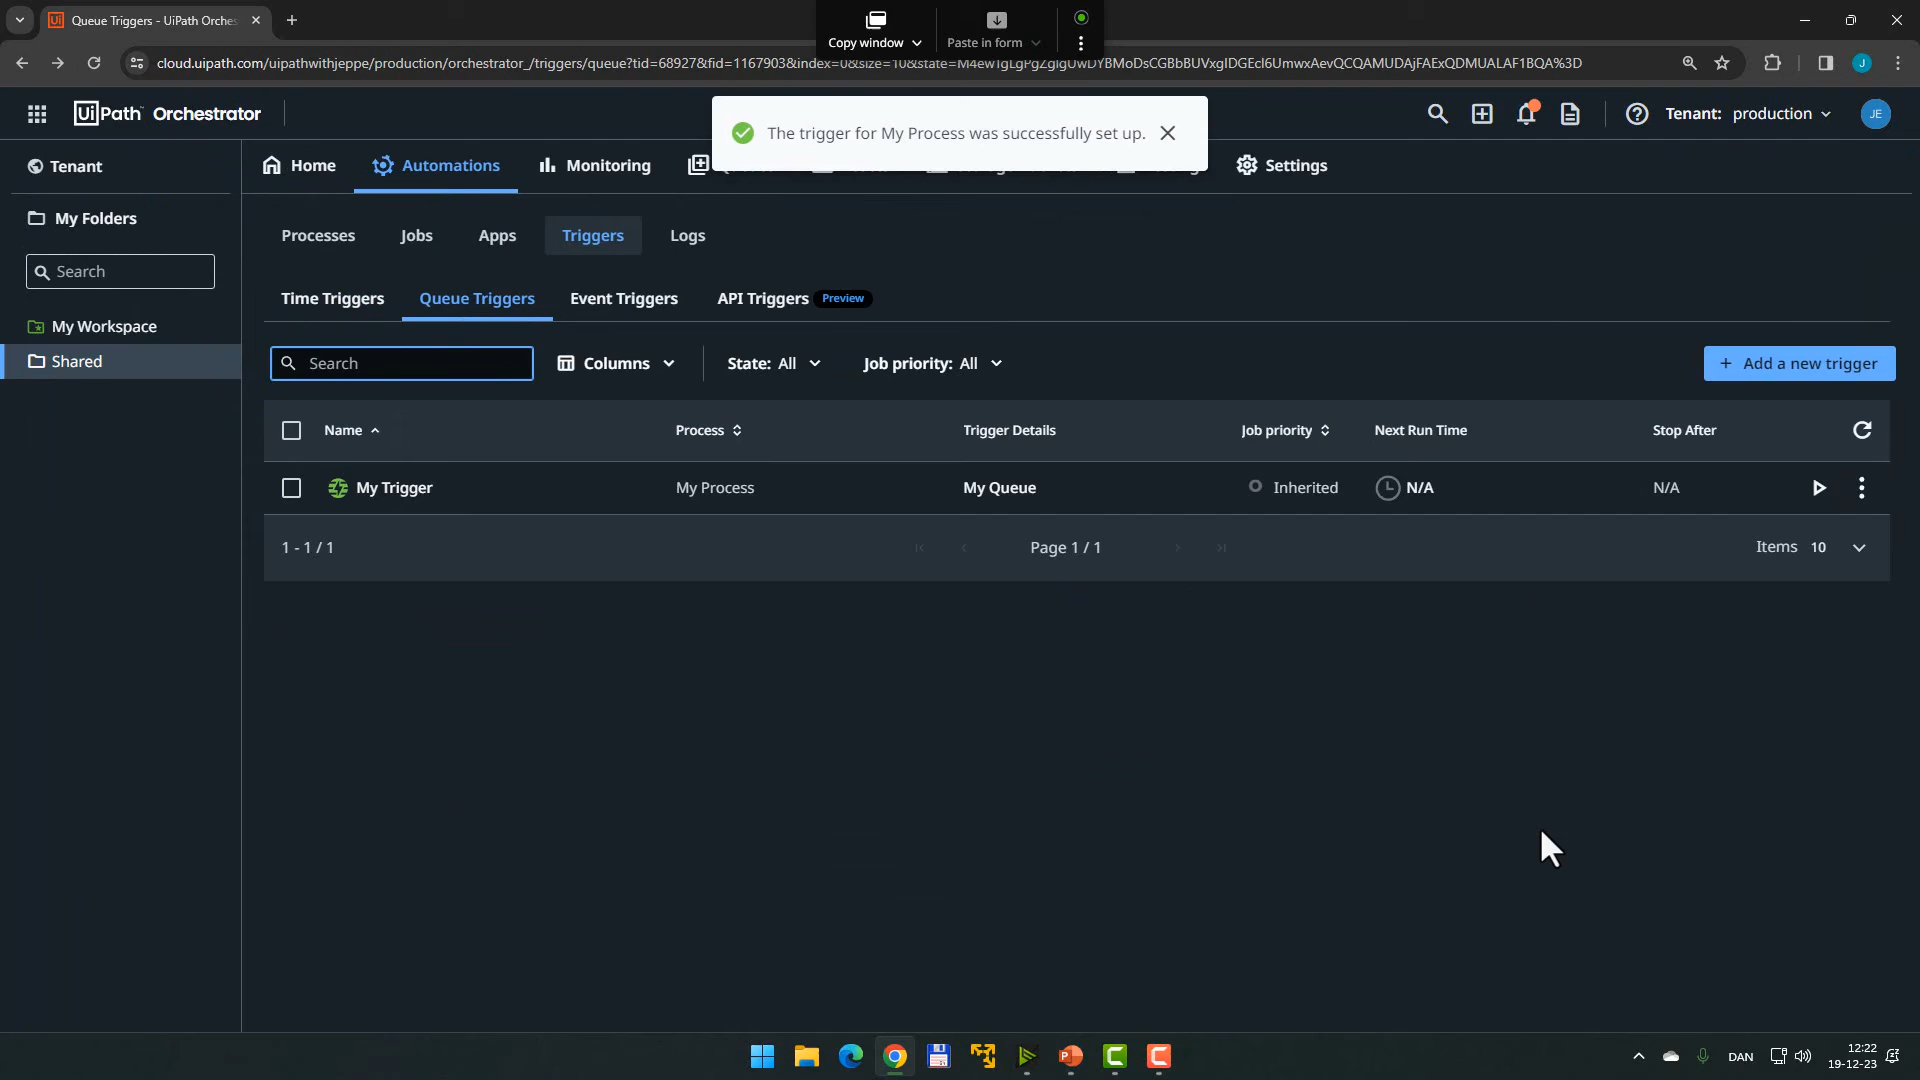 Queue Triggers - UiPath Orches
Copy window
Paste in form
cloud.uipath.com/uipathwithjeppe/production/orchestrator_/triggers/queue?tid=68927&fid=1167903&index=0&size=10&state=
UiPath Orchestrator
The trigger for My Process was successfully set up.
Tenant: production
JE
Tenant
Home
Automations
Monitoring
Settings
My Folders
Processes
Jobs
Apps
Triggers
Logs
Search
Time Triggers
Queue Triggers
Event Triggers
API Triggers
Preview
My Workspace
Shared
Search
Columns
State: All
Job priority: All
+ Add a new trigger
Name
Process
Trigger Details
Job priority
Next Run Time
Stop After
My Trigger
My Process
My Queue
Inherited
N/A
N/A
1 - 1 / 1
Page 1 / 1
Items 10
DAN
12:22
19-12-23